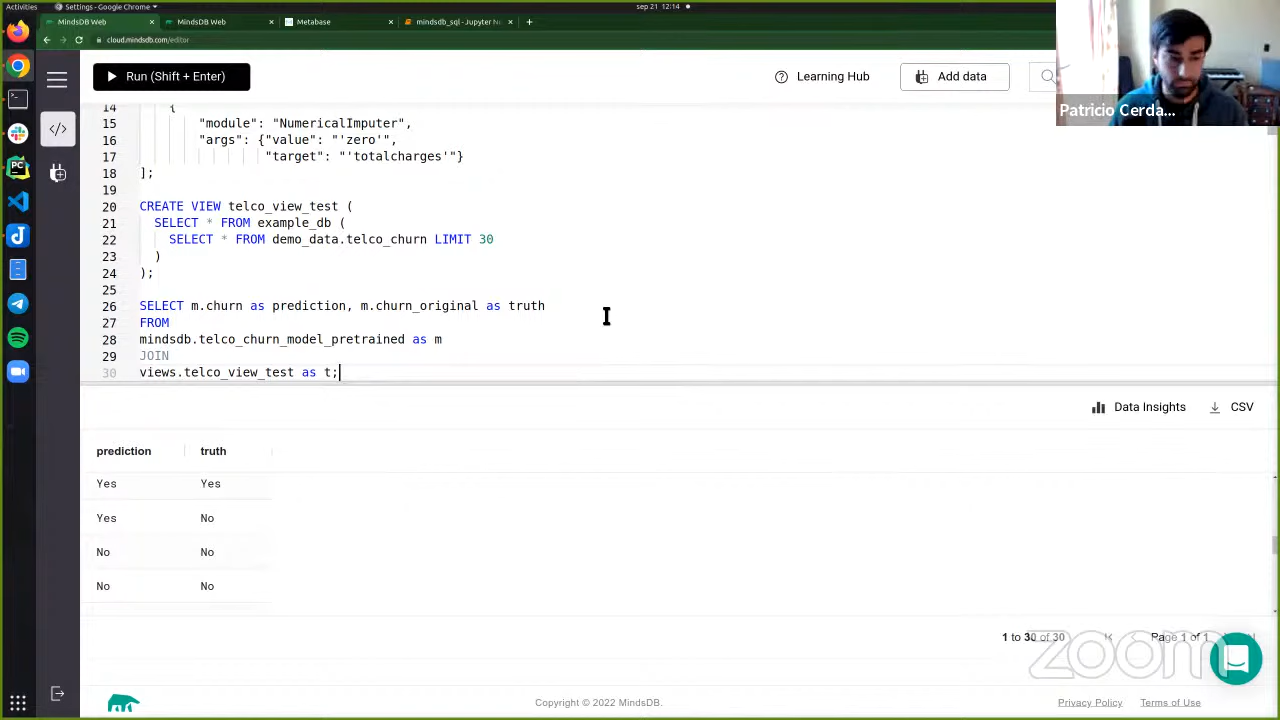 Activities
Settings - Google Chrome
sep 21 12:14
MindsDB Web
MindsDB Web
Metabase
mindsdb_sql - Jupyter No
cloud.mindsdb.com/editor
Run (Shift + Enter)
Learning Hub
Add data
Patricio Cerda...
14 {
15 "module": "NumericalImputer",
16 "args": {"value": "'zero'",
17 "target": "'totalcharges'"}
18 ];
19
20 CREATE VIEW telco_view_test (
21 SELECT * FROM example_db (
22 SELECT * FROM demo_data.telco_churn LIMIT 30
23 )
24 );
25
26 SELECT m.churn as prediction, m.churn_original as truth
27 FROM
28 mindsdb.telco_churn_model_pretrained as m
29 JOIN
30 views.telco_view_test as t;
Data Insights
CSV
prediction truth
Yes Yes
Yes No
No No
No No
1 to 30 of 30
Page 1 of 1
zoom
Copyright © 2022 MindsDB.
Privacy Policy
Terms of Use